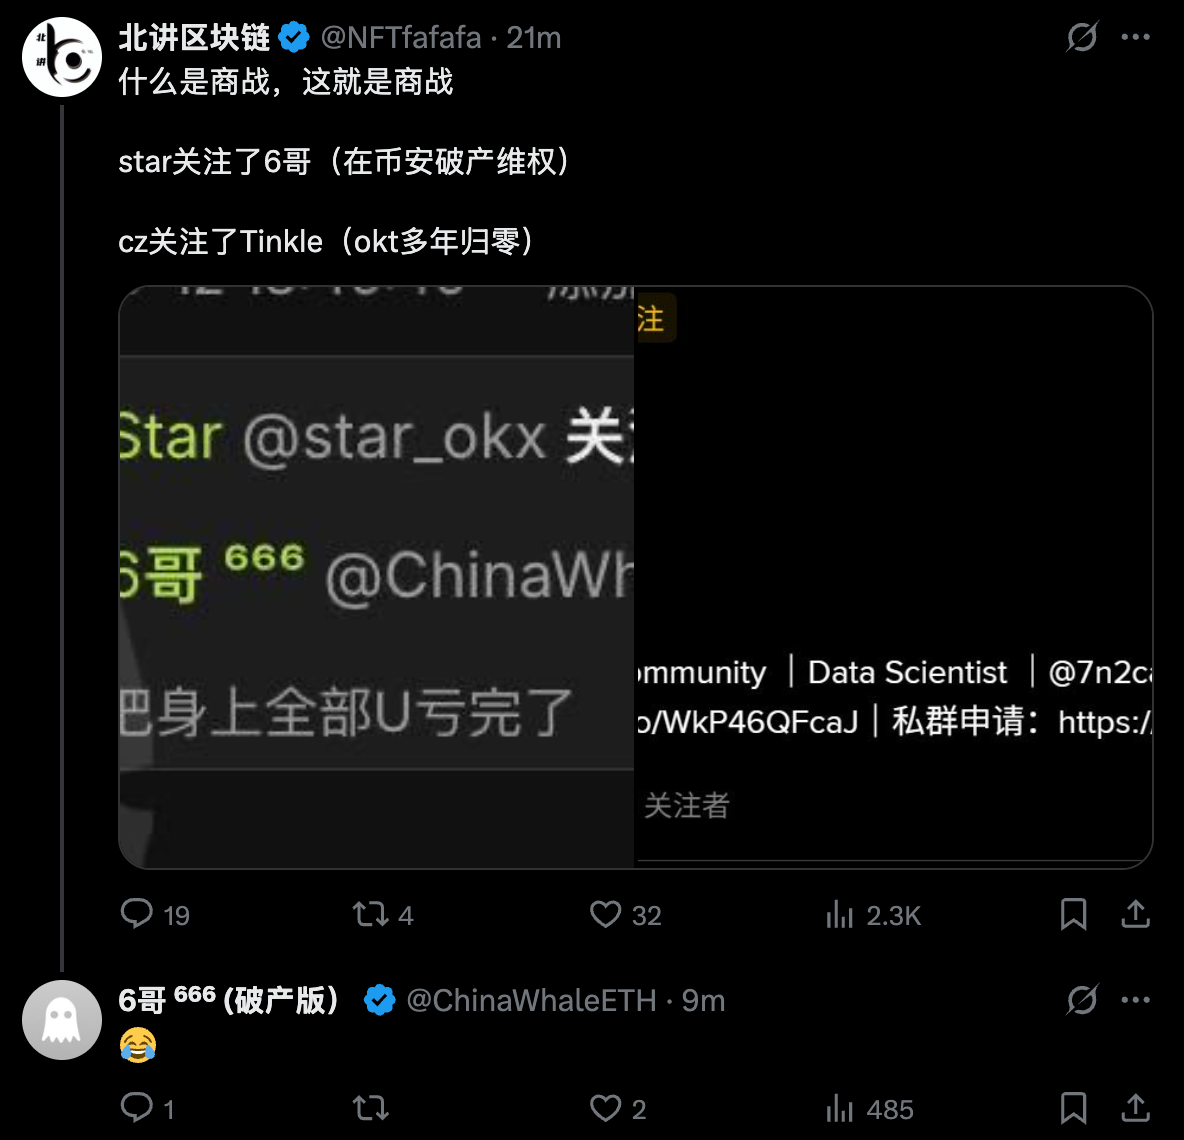 北讲区块链 @NFTfafafa · 21m
什么是商战，这就是商战
star关注了6哥（在币安破产维权）
cz关注了Tinkle（okt多年归零）
注
Star @star_okx 关
6哥 ⁶⁶⁶ @ChinaWh
把身上全部U亏完了
ommunity ｜Data Scientist ｜@7n2ca
o/WkP46QFcaJ｜私群申请：https:/
关注者
19 4 32 2.3K
6哥 ⁶⁶⁶ (破产版） @ChinaWhaleETH · 9m
😂
1 2 485